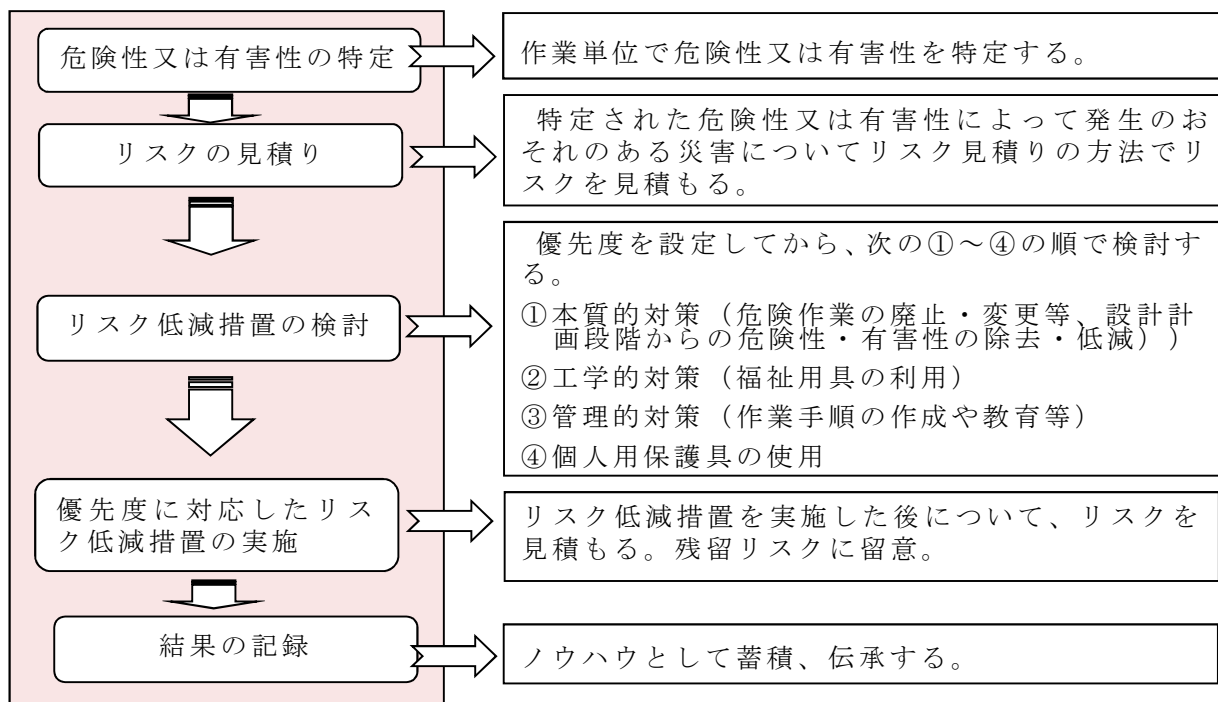 危険性又は有害性の特定
作業単位で危険性又は有害性を特定する。
リスクの見積り
特定された危険性又は有害性によって発生のお
それのある災害についてリスク見積りの方法でリ
スクを見積もる。
リスク低減措置の検討
優先度を設定してから、次の①～④の順で検討す
る。
①本質的対策（危険作業の廃止・変更等、設計計
画段階からの危険性・有害性の除去・低減））
②工学的対策（福祉用具の利用）
③管理的対策（作業手順の作成や教育等）
④個人用保護具の使用
優先度に対応したリス
ク低減措置の実施
リスク低減措置を実施した後について、リスクを
見積もる。残留リスクに留意。
結果の記録
ノウハウとして蓄積、伝承する。